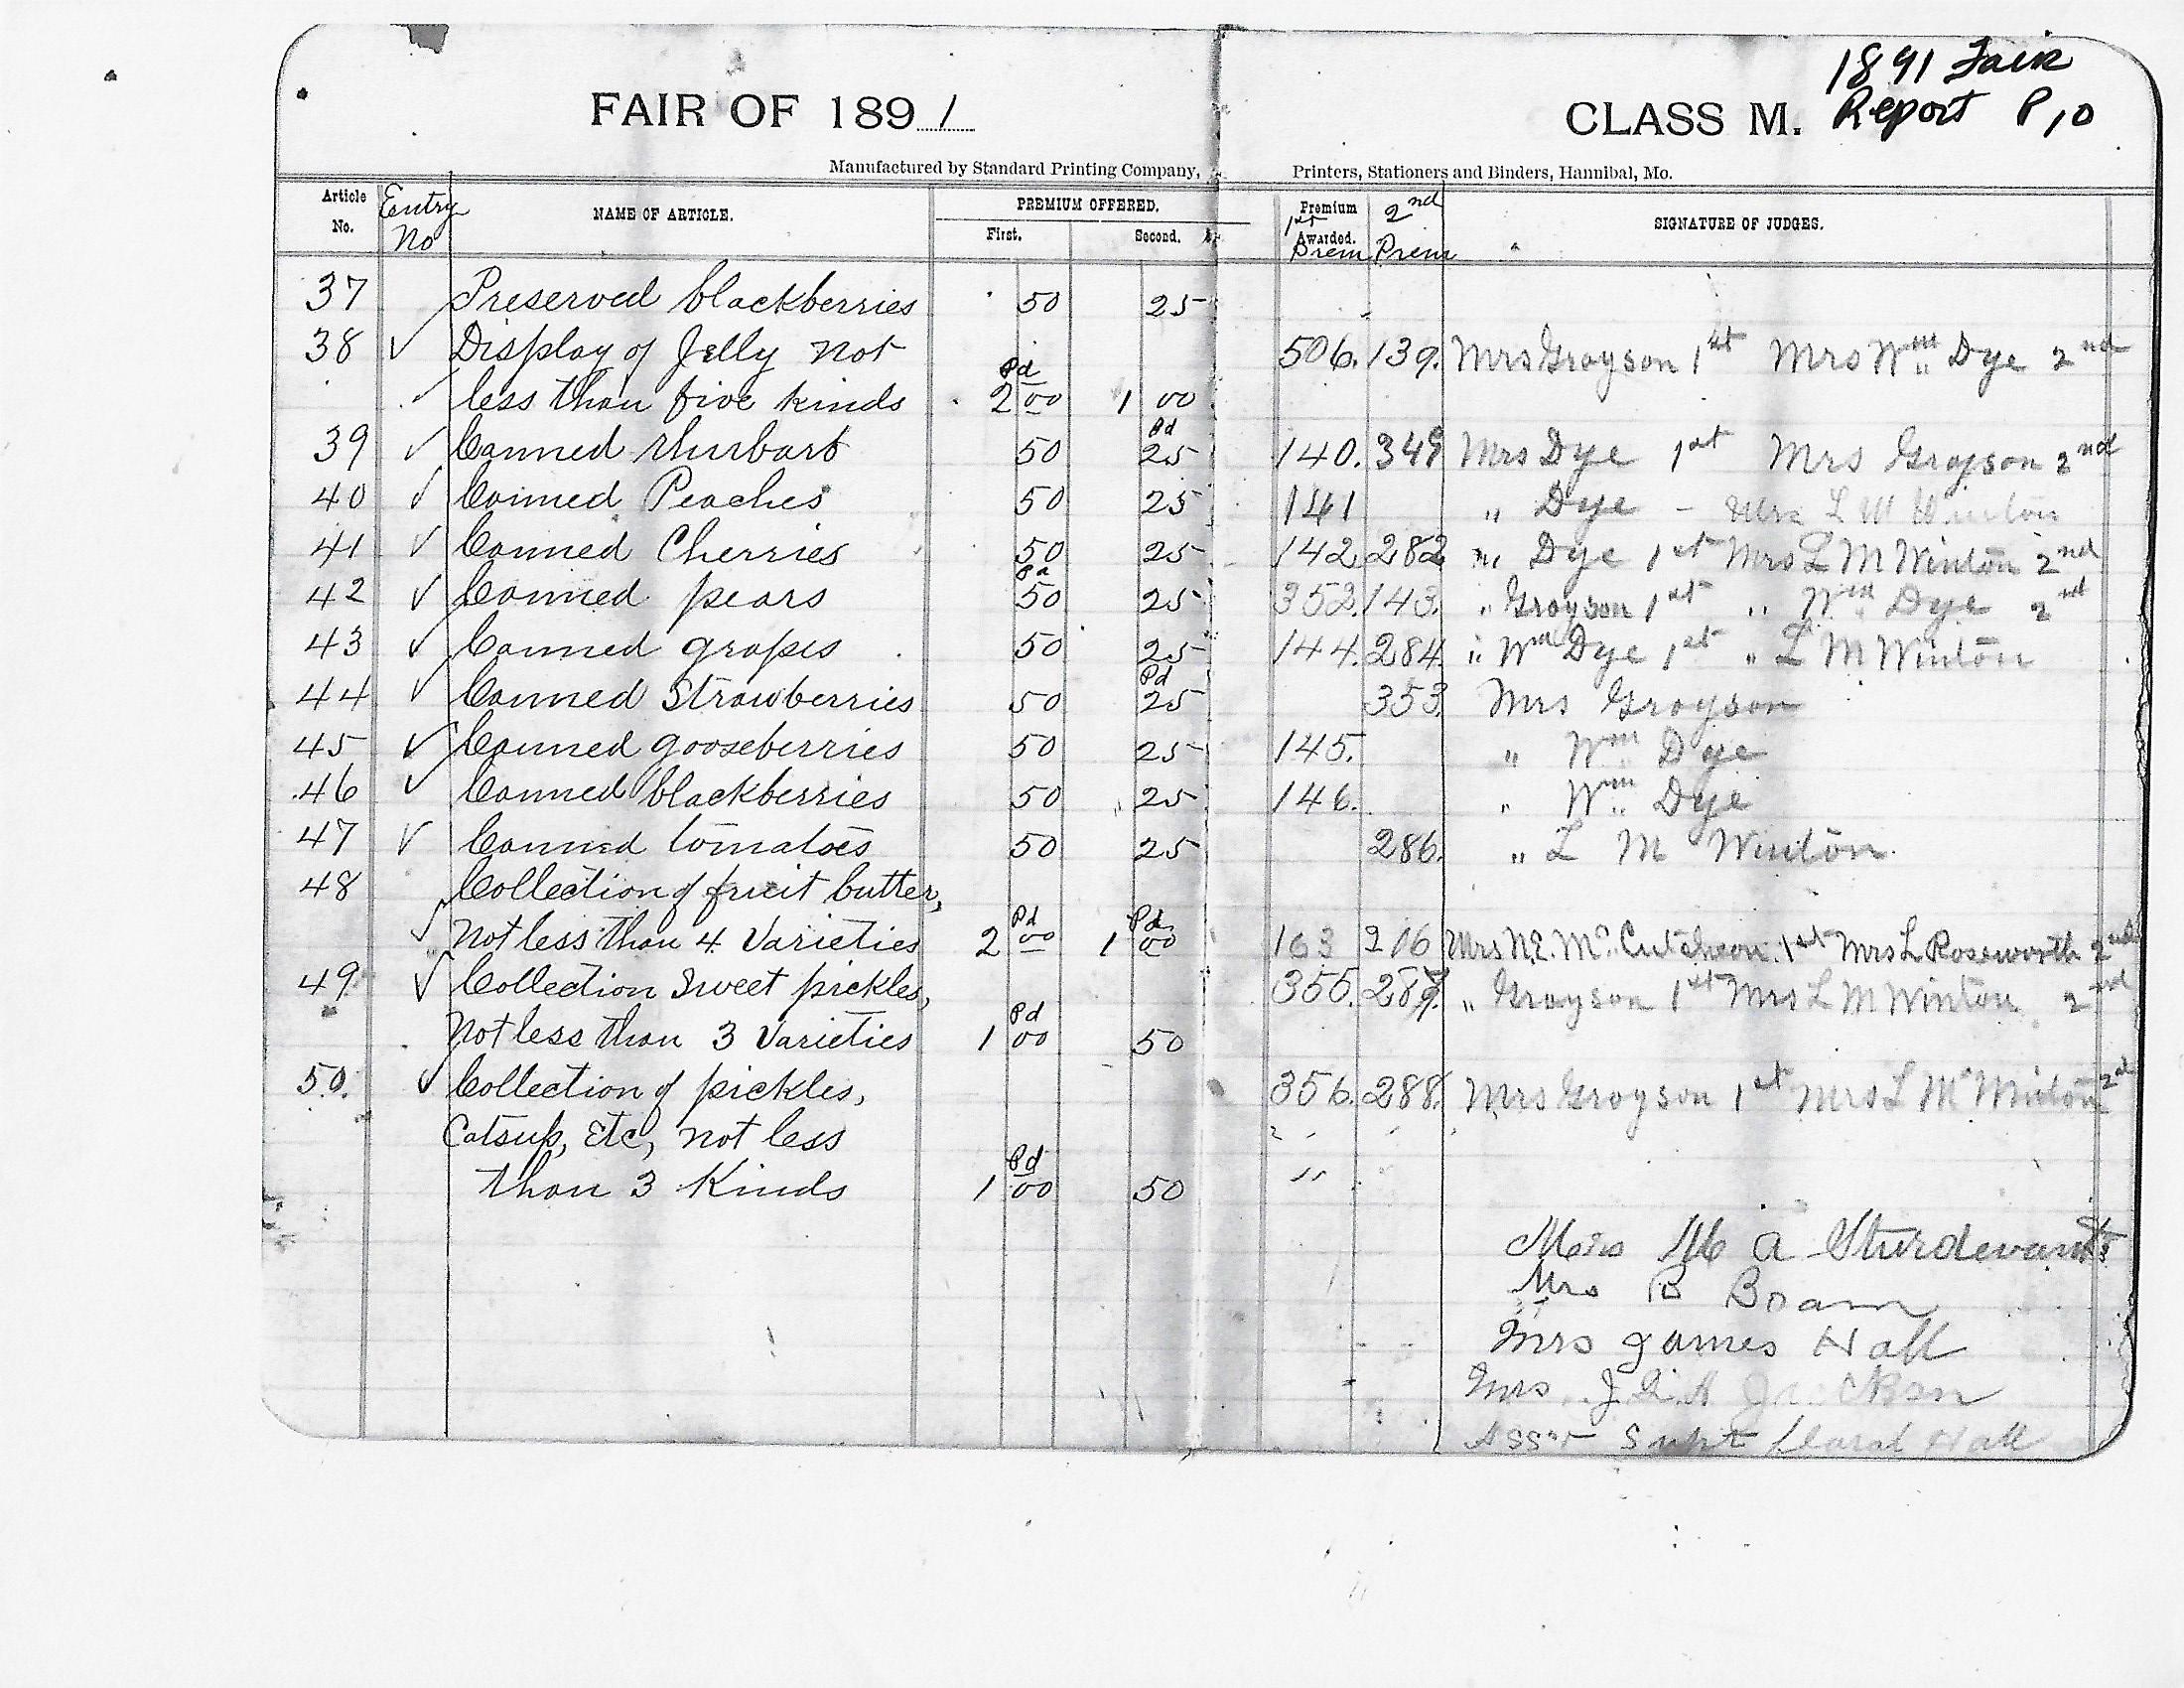 1891 Fair
Report P, 10
FAIR OF 1891
CLASS M.
Manufactured by Standard Printing Company, Printers, Stationers and Binders, Hannibal, Mo.
Article No. Entry No NAME OF ARTICLE. PREMIUM OFFERED. First. Second. Premium Awarded. 1st Prem 2nd Prem SIGNATURE OF JUDGES.
37 Preserved blackberries 50 25
38 ✓ Display of Jelly Not 506. 139. Mrs Grayson 1st Mrs Wm Dye 2nd
✓ less than five kinds Pd 2 00 1 00
39 ✓ Canned rhurbarb 50 Pd 25 140. 349 Mrs Dye 1st Mrs Grayson 2nd
40 ✓ Canned Peaches 50 25 141 " Dye - Mrs L M Winton
41 ✓ Canned Cherries 50 25 142 282 " Dye 1st Mrs L M Winton 2nd
42 ✓ Canned pears Pd 50 25 352. 143. " Grayson 1st " Wm Dye 2nd
43 ✓ Canned grapes 50 25 144. 284. " Wm Dye 1st " L M Winton
44 ✓ Canned Strawberries 50 Pd 25 353. Mrs Grayson
45 ✓ Canned gooseberries 50 25 145. " Wm Dye
46 ✓ Canned blackberries 50 25 146. " Wm Dye
47 ✓ Canned tomatoes 50 25 286. " L M Winton.
48 Collection of fruit butter,
✓ Not less than 4 Varieties Pd 2 00 Pd 1 00 163 216 Mrs N.E. Mc Cutcheon. 1st Mrs L Roseworth 2nd
49 ✓ Collection Sweet pickles, 355. 287. " Grayson 1st Mrs L M Winton 2nd
Not less than 3 Varieties Pd 1 00 50
50. ✓ Collection of pickles, 356. 288. Mrs Grayson 1st Mrs L M Winton 2d
Catsup, Etc, not less
than 3 Kinds Pd 1 00 50
Mrs M A Sturdevant
Mrs B Boam
Mrs James Hall
Mrs J. H Jackson
Asst Supt floral Hall